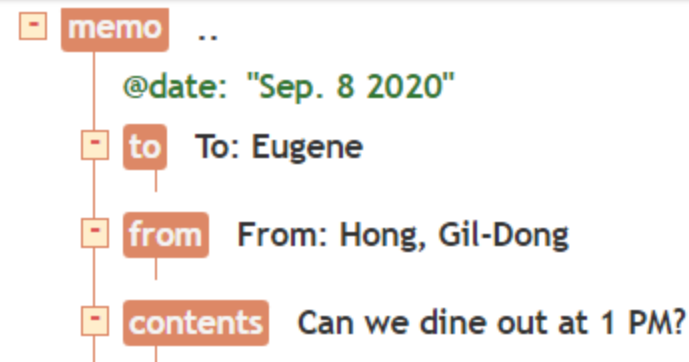 - memo ..
@date: "Sep. 8 2020"
- to To: Eugene
- from From: Hong, Gil-Dong
- contents Can we dine out at 1 PM?